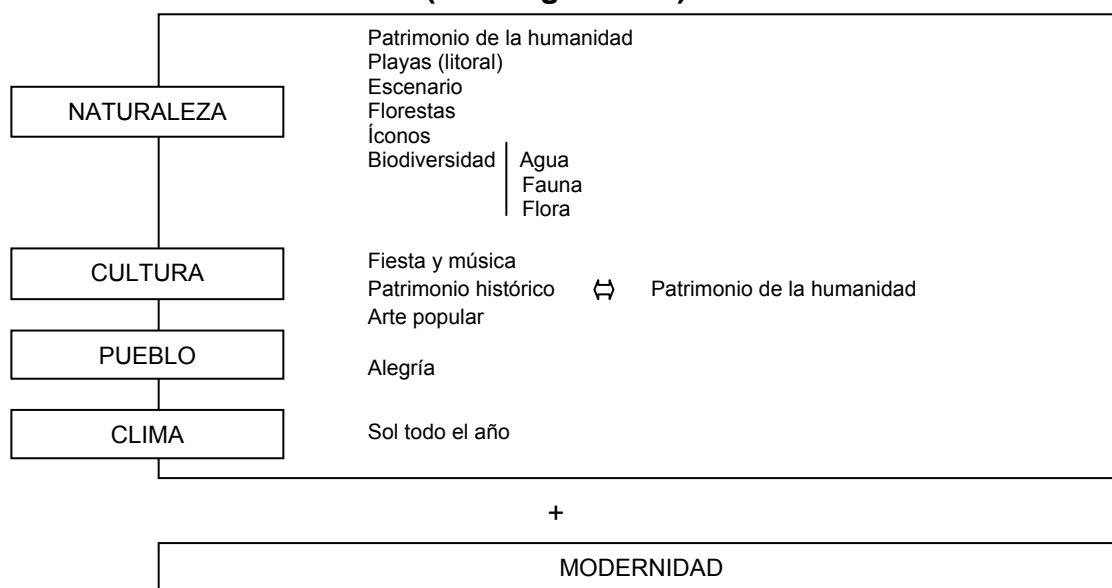 NATURALEZA
Patrimonio de la humanidad
Playas (litoral)
Escenario
Florestas
Íconos
Biodiversidad
Agua
Fauna
Flora
CULTURA
Fiesta y música
Patrimonio histórico ⇔ Patrimonio de la humanidad
Arte popular
PUEBLO
Alegría
CLIMA
Sol todo el año
+
MODERNIDAD